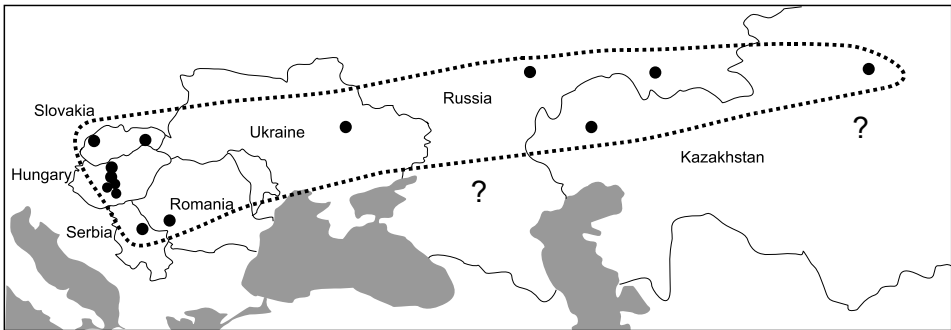 Slovakia
Russia
Ukraine
?
Kazakhstan
Hungary
?
Romania
Serbia